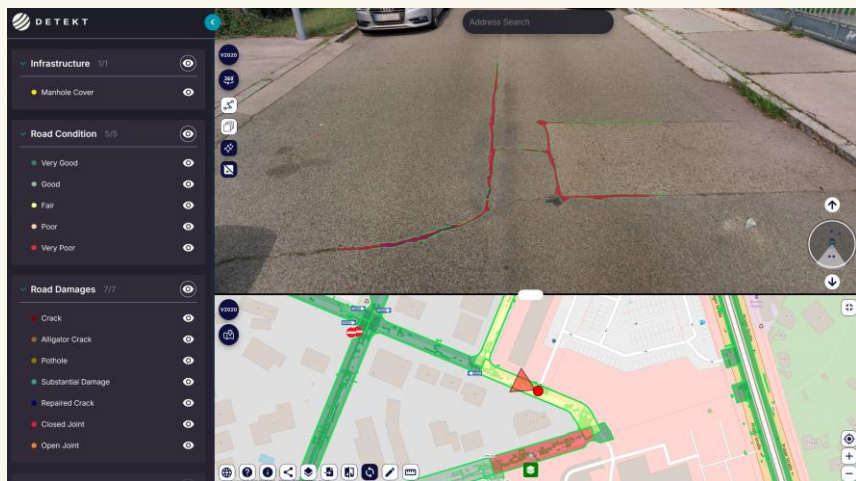 DETEKT
Infrastructure 1/1
Manhole Cover
Road Condition 5/5
Very Good
Good
Fair
Poor
Very Poor
Road Damages 7/7
Crack
Alligator Crack
Pothole
Substantial Damage
Repaired Crack
Closed Joint
Open Joint
Address Search
V2020
360°
V2020